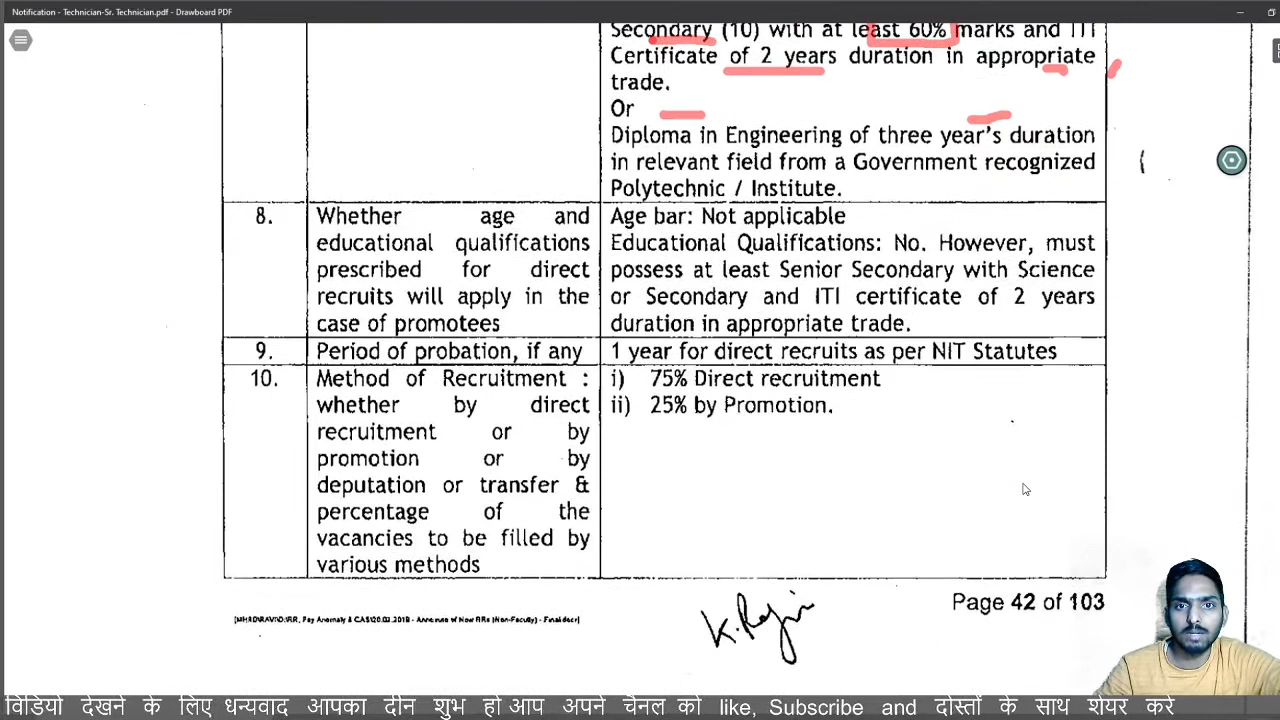 Notification - Technician-Sr. Technician.pdf - Drawboard PDF
Secondary (10) with at least 60% marks and ITI
Certificate of 2 years duration in appropriate
trade.
Or
Diploma in Engineering of three year's duration
in relevant field from a Government recognized
Polytechnic / Institute.
8.
Whether age and
educational qualifications
prescribed for direct
recruits will apply in the
case of promotees
Age bar: Not applicable
Educational Qualifications: No. However, must
possess at least Senior Secondary with Science
or Secondary and ITI certificate of 2 years
duration in appropriate trade.
9.
Period of probation, if any
1 year for direct recruits as per NIT Statutes
10.
Method of Recruitment :
whether by direct
recruitment or by
promotion or by
deputation or transfer &
percentage of the
vacancies to be filled by
various methods
i) 75% Direct recruitment
ii) 25% by Promotion.
Page 42 of 103
विडियो देखने के लिए धन्यवाद आपका दीन शुभ हो आप अपने चैनल को like, Subscribe and दोस्तों के साथ शेयर करे